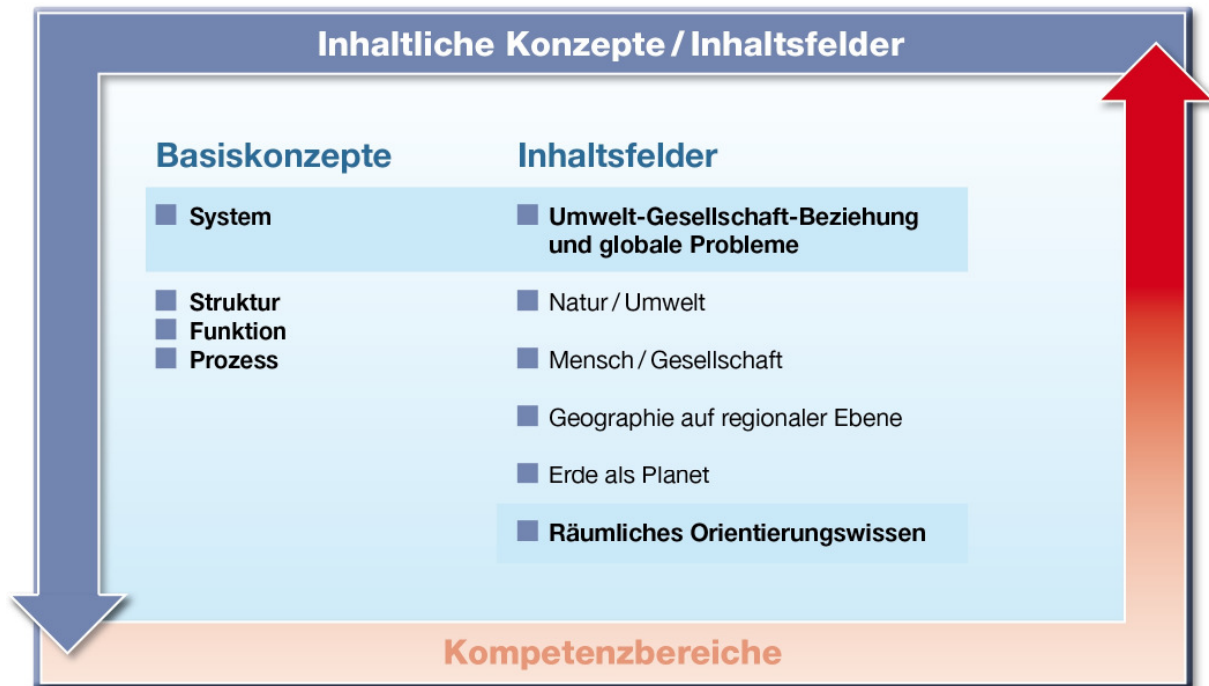 Inhaltliche Konzepte / Inhaltsfelder
Basiskonzepte
System
Struktur
Funktion
Prozess
Inhaltsfelder
Umwelt-Gesellschaft-Beziehung
und globale Probleme
Natur / Umwelt
Mensch / Gesellschaft
Geographie auf regionaler Ebene
Erde als Planet
Räumliches Orientierungswissen
Kompetenzbereiche